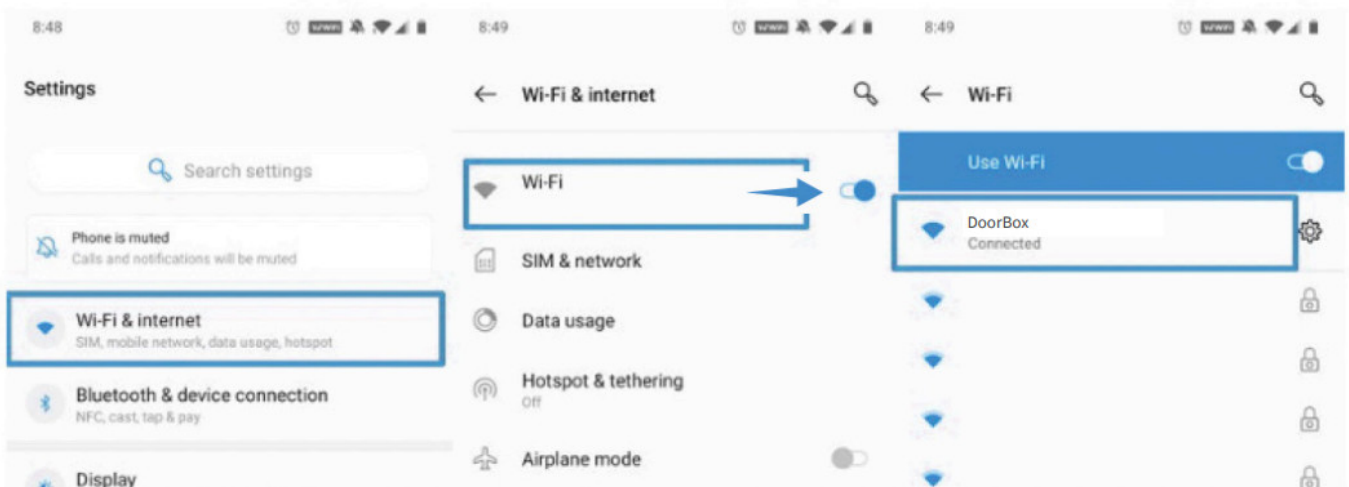 8:48
Settings
Search settings
Phone is muted
Calls and notifications will be muted
Wi-Fi & internet
SIM, mobile network, data usage, hotspot
Bluetooth & device connection
NFC, cast, tap & pay
Display
8:49
Wi-Fi & internet
Wi-Fi
SIM & network
Data usage
Hotspot & tethering
Off
Airplane mode
8:49
Wi-Fi
Use Wi-Fi
DoorBox
Connected